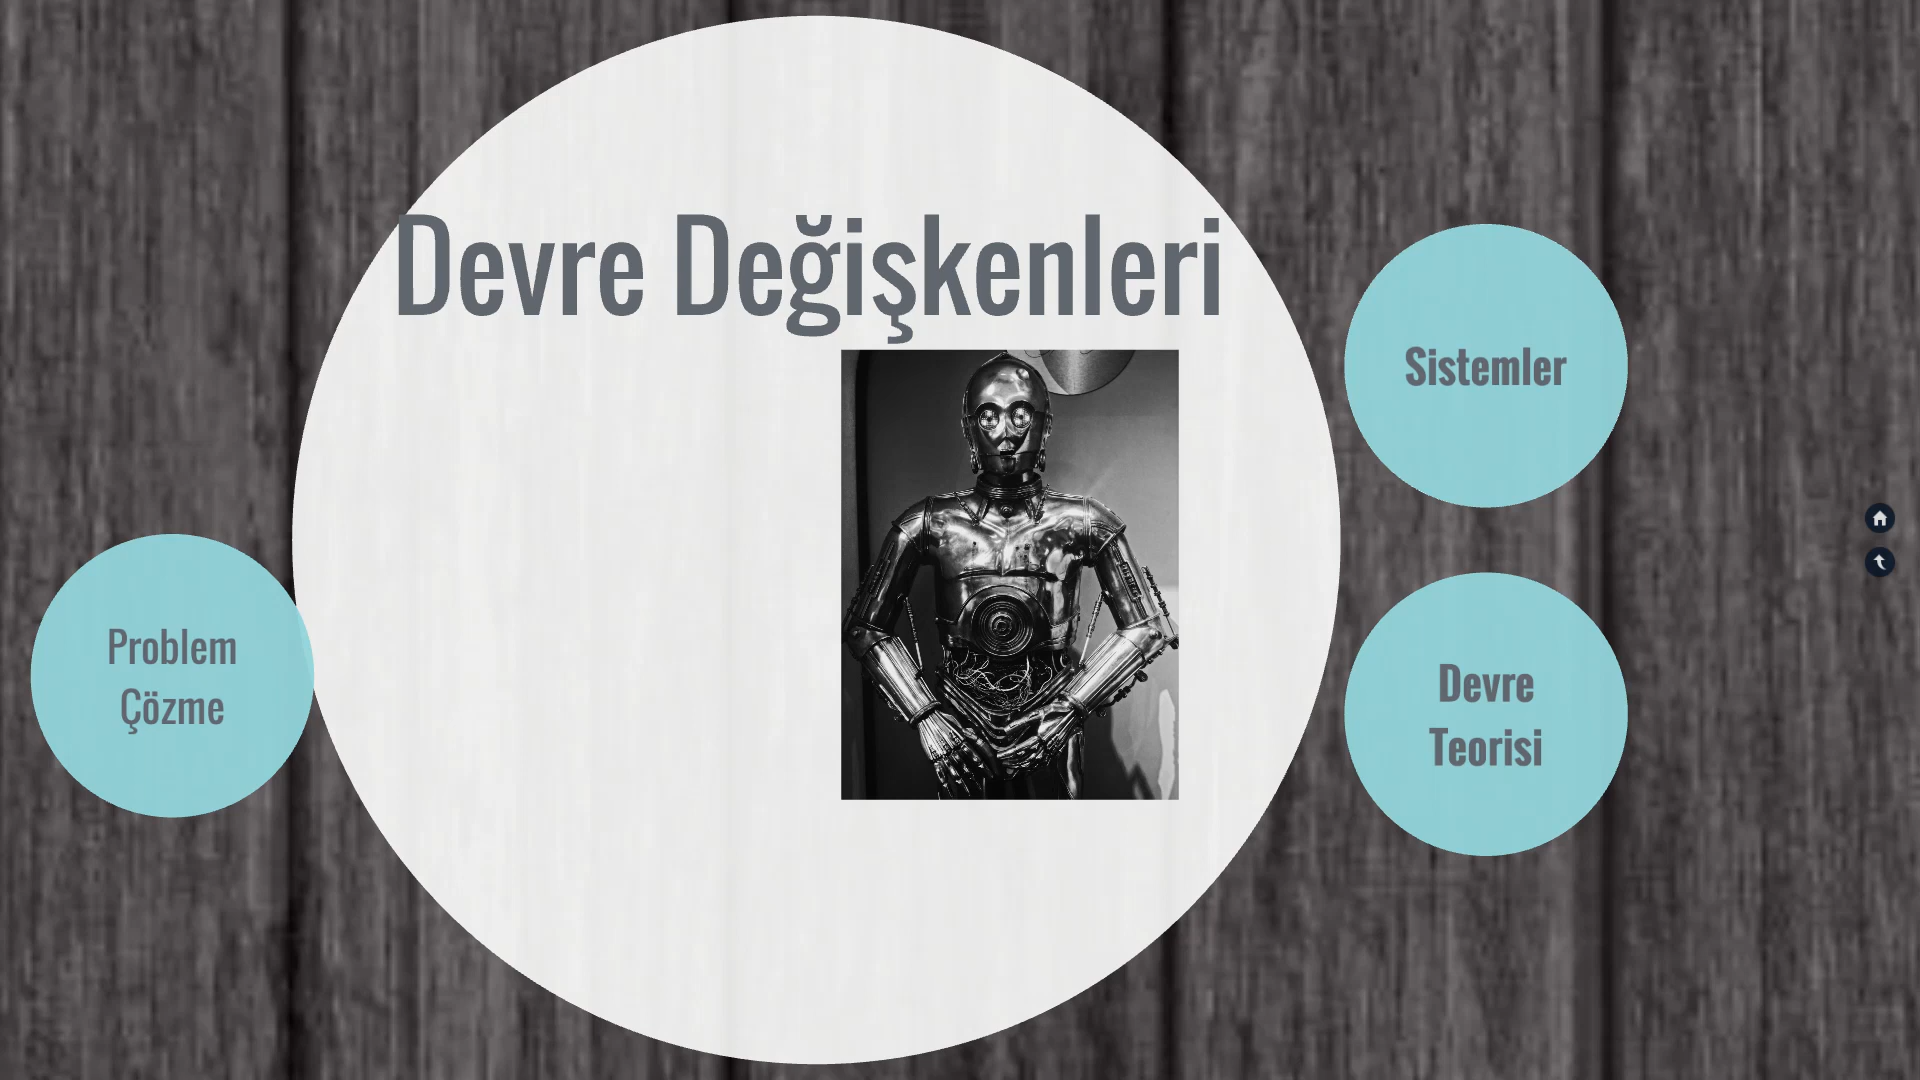 Devre Değişkenleri
Sistemler
Problem
Çözme
Devre
Teorisi